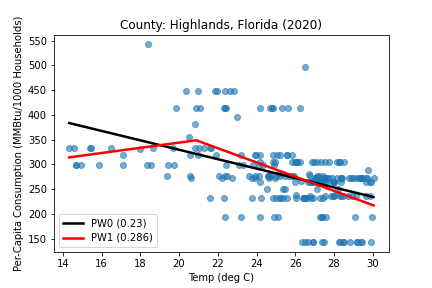 County: Highlands, Florida (2020)
Per-Capita Consumption (MMBtu/1000 Households)
550
500
450
400
350
300
250
200
150
PW0 (0.23)
PW1 (0.286)
14 16 18 20 22 24 26 28 30
Temp (deg C)